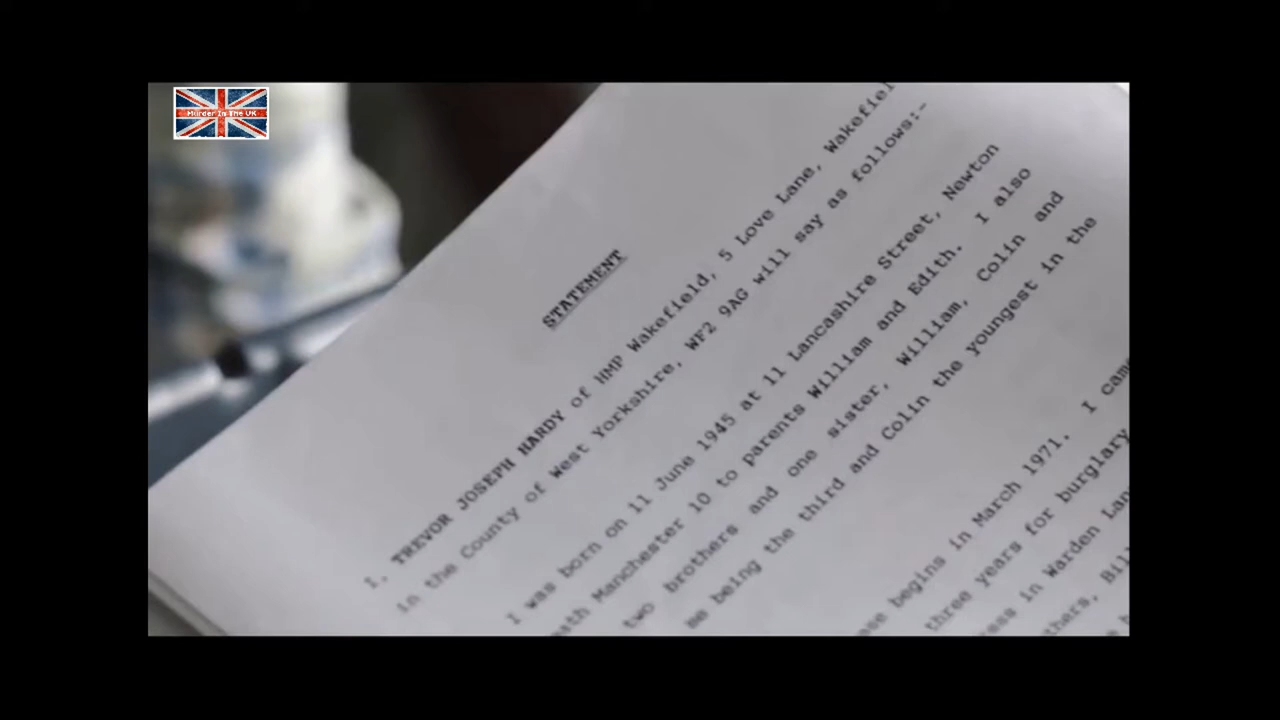 Murder In The UK
STATEMENT
I, TREVOR JOSEPH HARDY of HMP Wakefield, 5 Love Lane, Wakefiel
in the County of West Yorkshire, WF2 9AG will say as follows:-
I was born on 11 June 1945 at 11 Lancashire Street, Newton
Manchester 10 to parents William and Edith. I also
two brothers and one sister, William, Colin and
me being the third and Colin the youngest in the
begins in March 1971. I cam
three years for burglary
in Warden Lan
thers, Bil